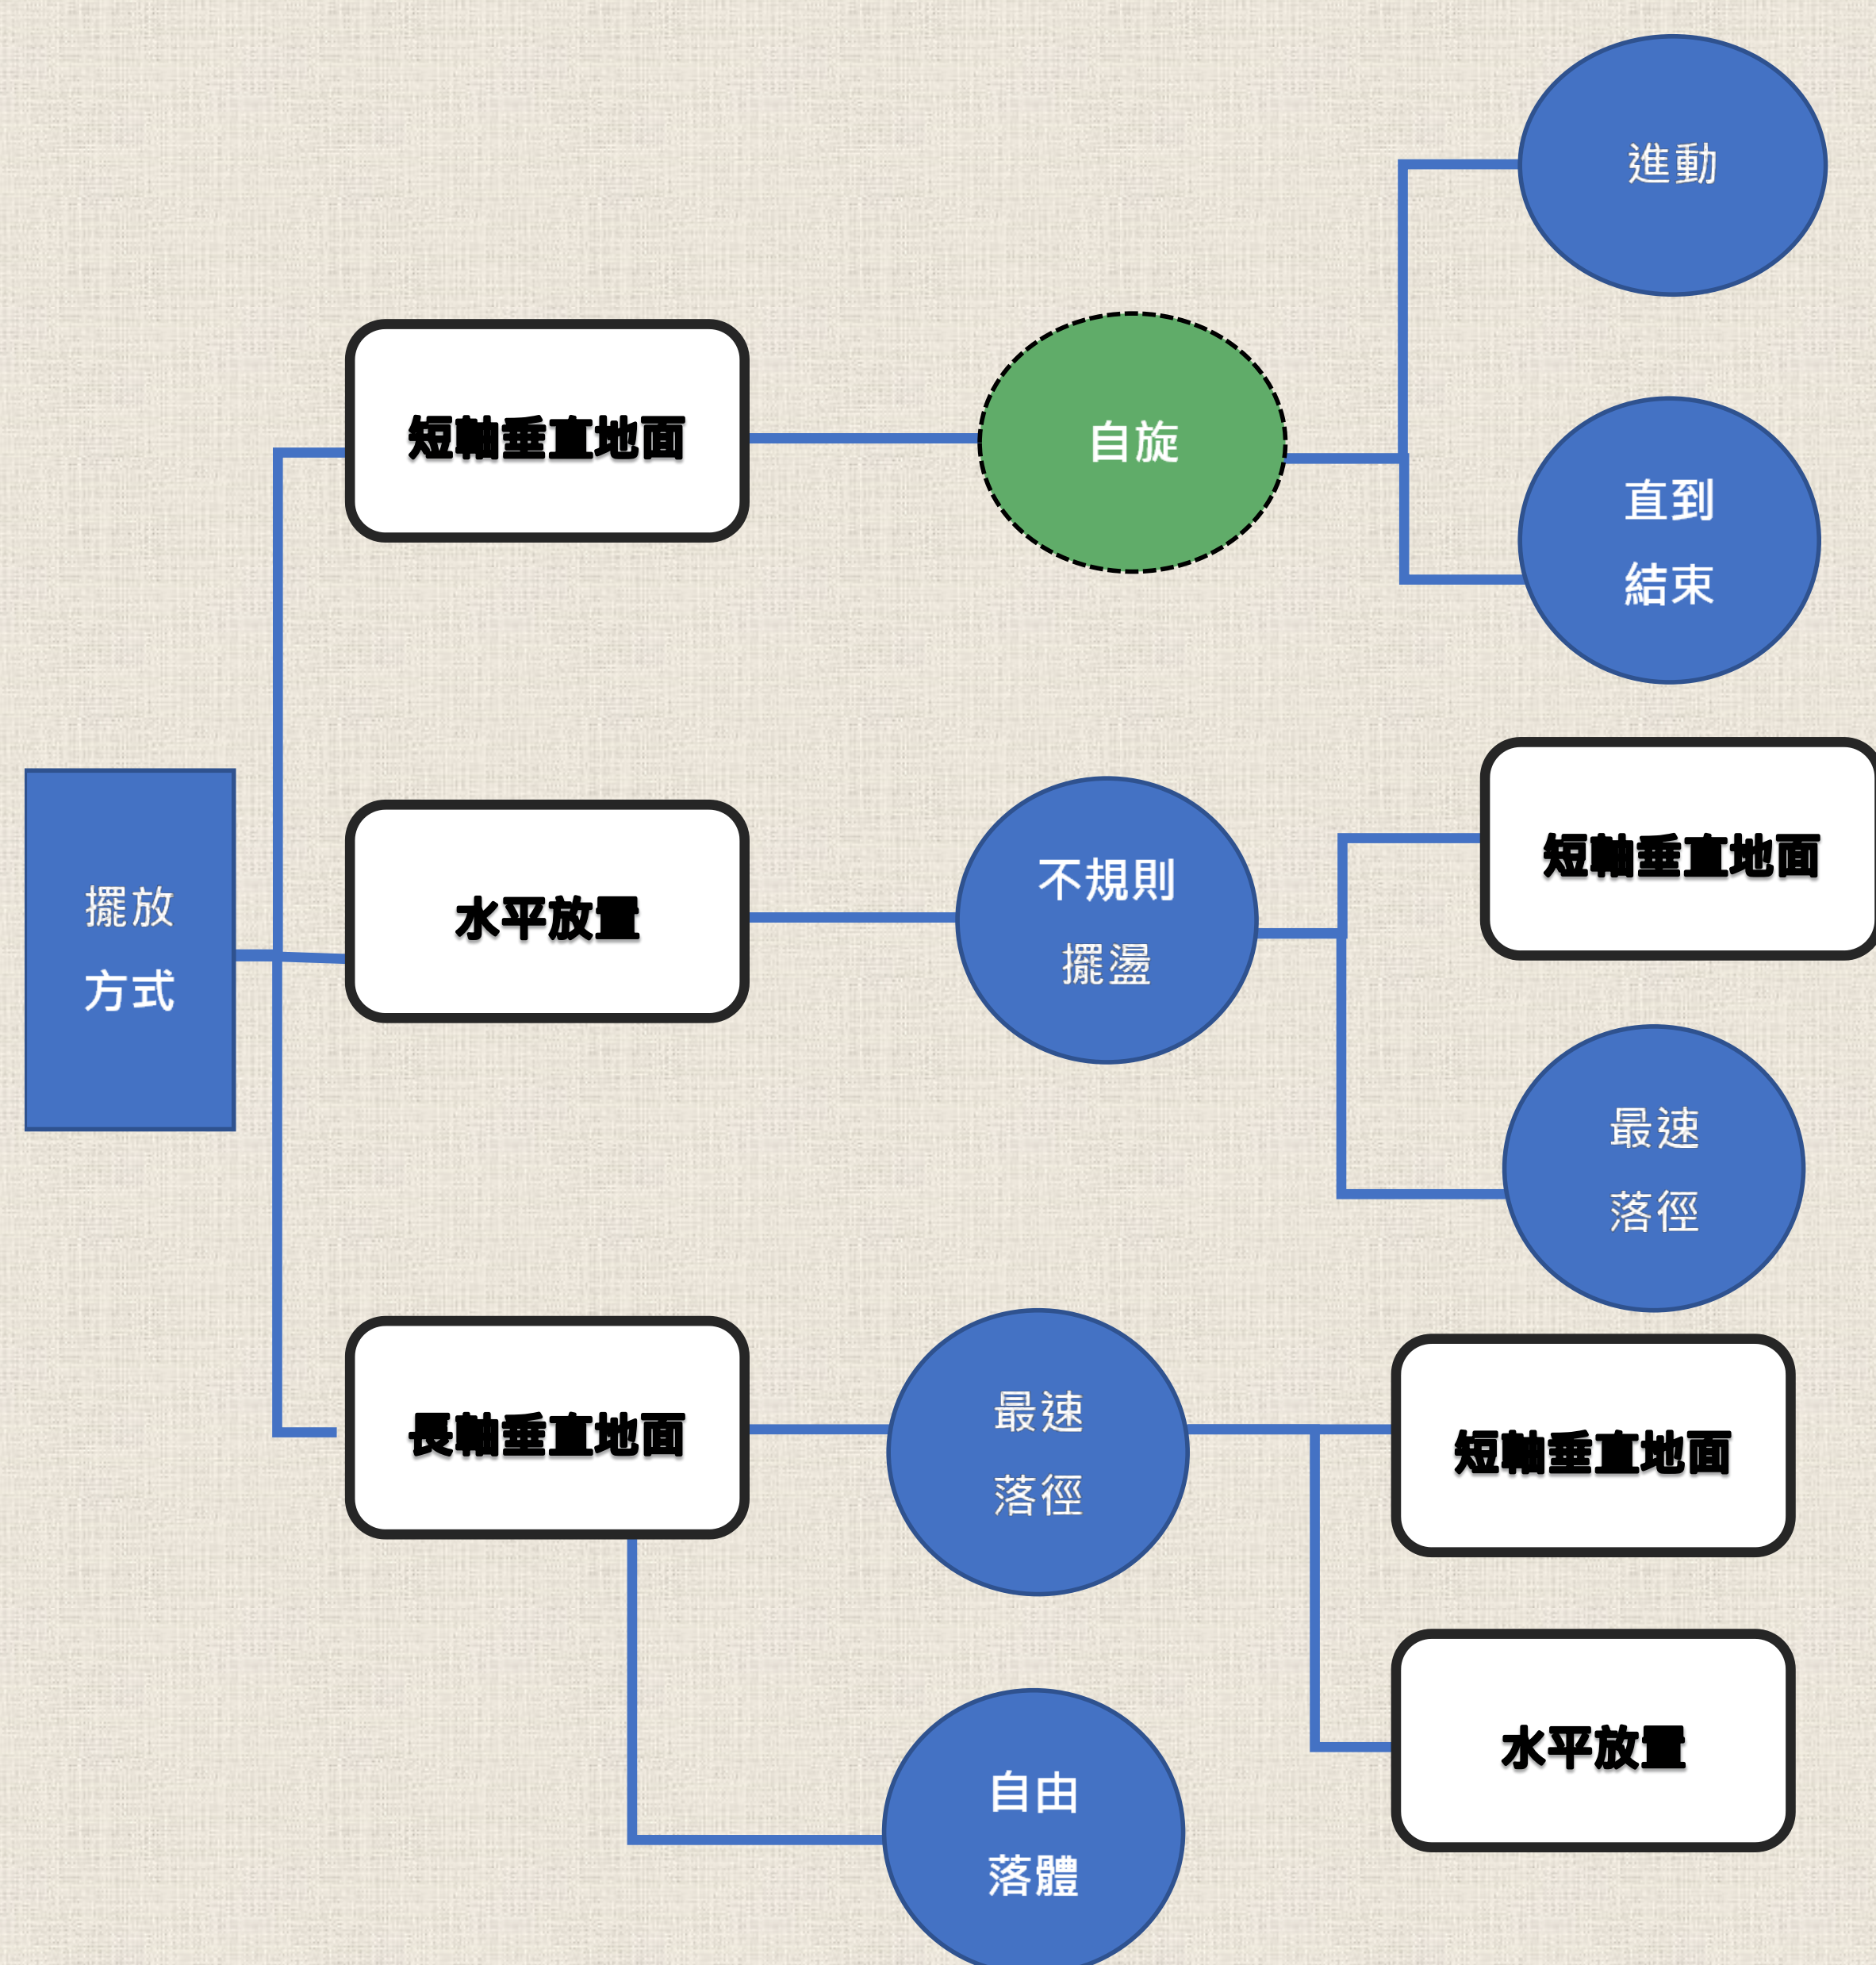 進動
短軸垂直地面
自旋
直到
結束
擺放
方式
水平放置
不規則
擺盪
短軸垂直地面
最速
落徑
長軸垂直地面
最速
落徑
短軸垂直地面
水平放置
自由
落體